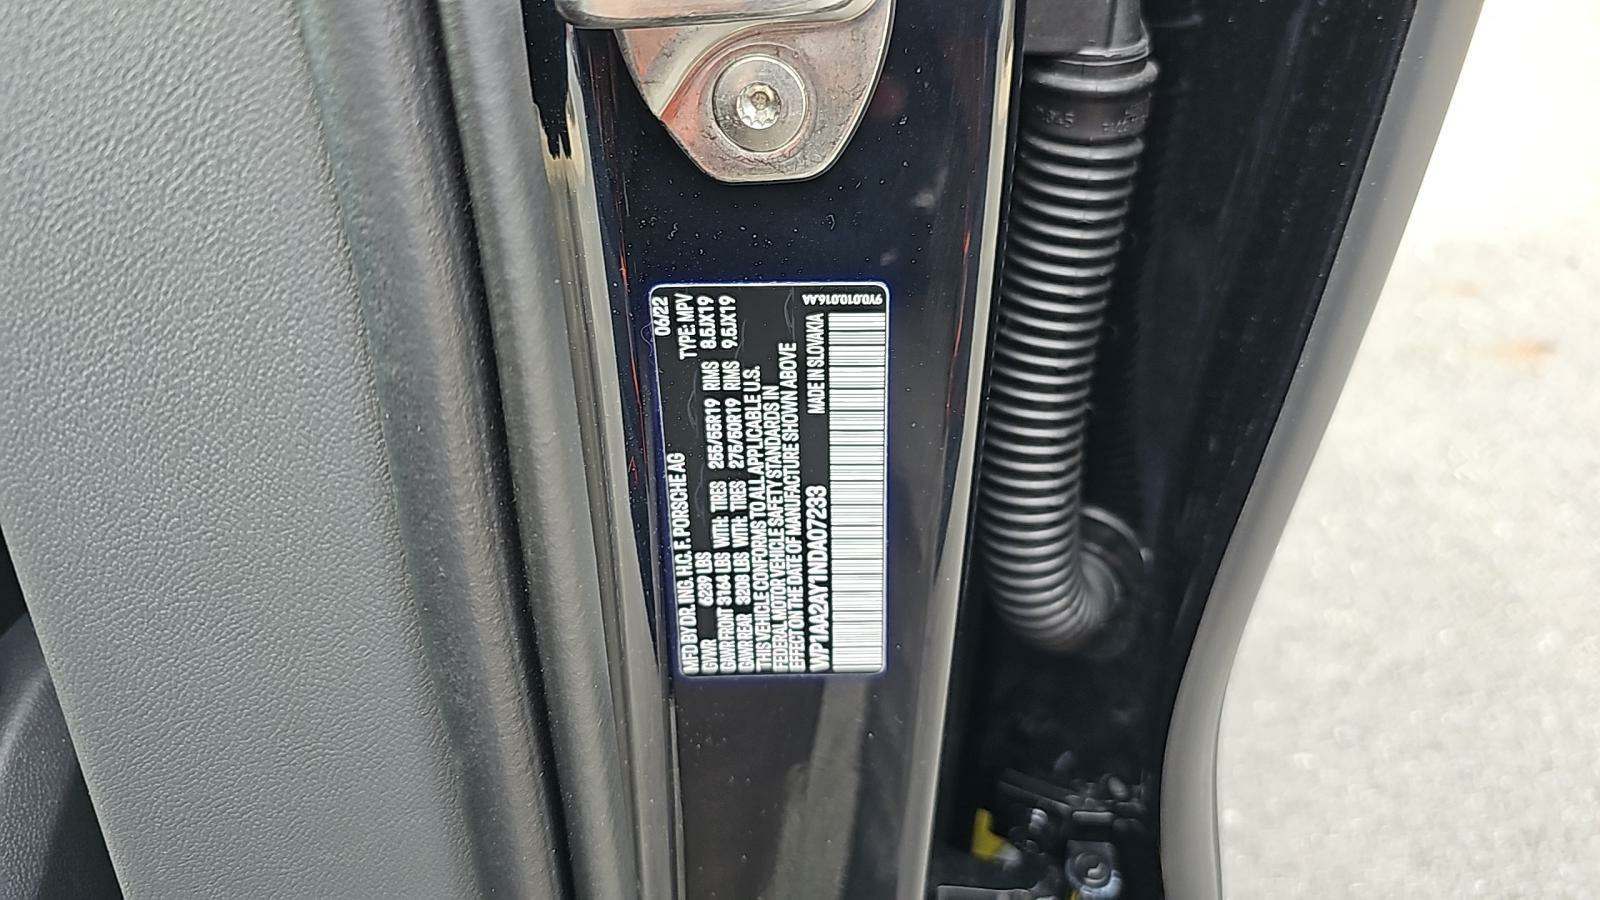 06/22
MFD BY DR. ING. H.C. F. PORSCHE AG TYPE: MPV
GVWR 6239 LBS
GAWR FRONT 3164 LBS WITH: TIRES 255/55R19 RIMS 8.5JX19
GAWR REAR 3208 LBS WITH: TIRES 275/50R19 RIMS 9.5JX19
THIS VEHICLE CONFORMS TO ALL APPLICABLE U.S.
FEDERAL MOTOR VEHICLE SAFETY STANDARDS IN
EFFECT ON THE DATE OF MANUFACTURE SHOWN ABOVE
WP1AA2AY1NDA07233 MADE IN SLOVAKIA
9Y0.010.016.AA